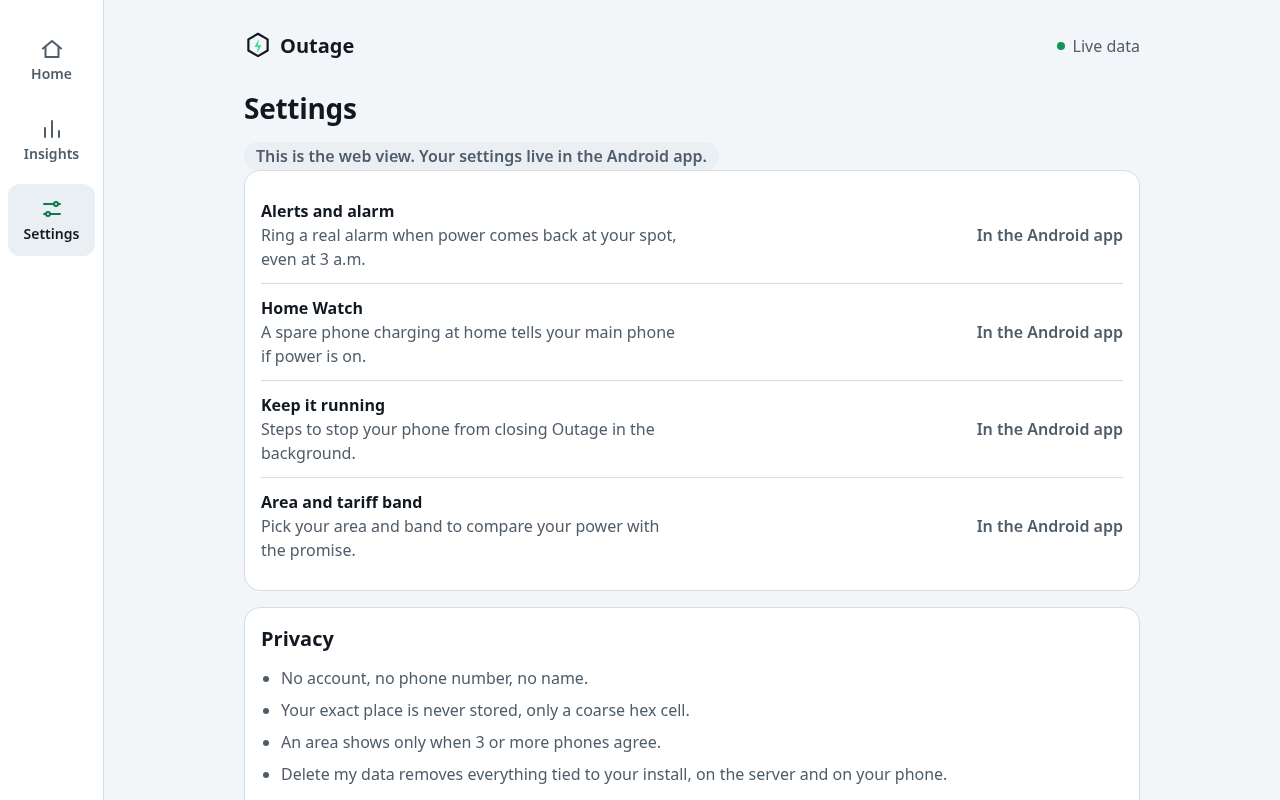 Home
Insights
Settings
Outage
Live data
Settings
This is the web view. Your settings live in the Android app.
Alerts and alarm
Ring a real alarm when power comes back at your spot,
even at 3 a.m.
In the Android app
Home Watch
A spare phone charging at home tells your main phone
if power is on.
In the Android app
Keep it running
Steps to stop your phone from closing Outage in the
background.
In the Android app
Area and tariff band
Pick your area and band to compare your power with
the promise.
In the Android app
Privacy
No account, no phone number, no name.
Your exact place is never stored, only a coarse hex cell.
An area shows only when 3 or more phones agree.
Delete my data removes everything tied to your install, on the server and on your phone.